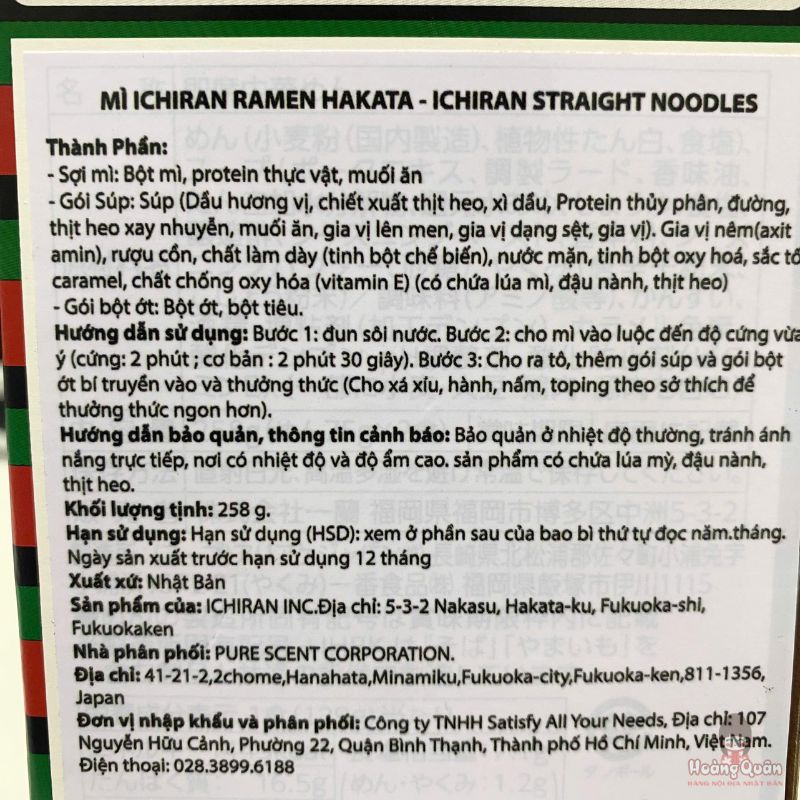 MÌ ICHIRAN RAMEN HAKATA - ICHIRAN STRAIGHT NOODLES
Thành Phần:
- Sợi mì: Bột mì, protein thực vật, muối ăn
- Gói Súp: Súp (Dầu hương vị, chiết xuất thịt heo, xì dầu, Protein thủy phân, đường,
thịt heo xay nhuyễn, muối ăn, gia vị lên men, gia vị dạng sệt, gia vị). Gia vị nêm(axit
amin), rượu cồn, chất làm dày (tinh bột chế biến), nước mặn, tinh bột oxy hoá, sắc tố
caramel, chất chống oxy hóa (vitamin E) (có chứa lúa mì, đậu nành, thịt heo)
- Gói bột ớt: Bột ớt, bột tiêu.
Hướng dẫn sử dụng: Bước 1: đun sôi nước. Bước 2: cho mì vào luộc đến độ cứng vừa
ý (cứng: 2 phút ; cơ bản : 2 phút 30 giây). Bước 3: Cho ra tô, thêm gói súp và gói bột
ớt bí truyền vào và thưởng thức (Cho xá xíu, hành, nấm, toping theo sở thích để
thưởng thức ngon hơn).
Hướng dẫn bảo quản, thông tin cảnh báo: Bảo quản ở nhiệt độ thường, tránh ánh
nắng trực tiếp, nơi có nhiệt độ và độ ẩm cao. sản phẩm có chứa lúa mỳ, đậu nành,
thịt heo.
Khối lượng tịnh: 258 g.
Hạn sử dụng: Hạn sử dụng (HSD): xem ở phần sau của bao bì thứ tự đọc năm.tháng.
Ngày sản xuất trước hạn sử dụng 12 tháng
Xuất xứ: Nhật Bản
Sản phẩm của: ICHIRAN INC.Địa chỉ: 5-3-2 Nakasu, Hakata-ku, Fukuoka-shi,
Fukuokaken
Nhà phân phối: PURE SCENT CORPORATION.
Địa chỉ: 41-21-2,2chome,Hanahata,Minamiku,Fukuoka-city,Fukuoka-ken,811-1356,
Japan
Đơn vị nhập khẩu và phân phối: Công ty TNHH Satisfy All Your Needs, Địa chỉ: 107
Nguyễn Hữu Cảnh, Phường 22, Quận Bình Thạnh, Thành phố Hồ Chí Minh, Việt Nam.
Điện thoại: 028.3899.6188
Hoàng Quân
HÀNG NỘI ĐỊA NHẬT BẢN